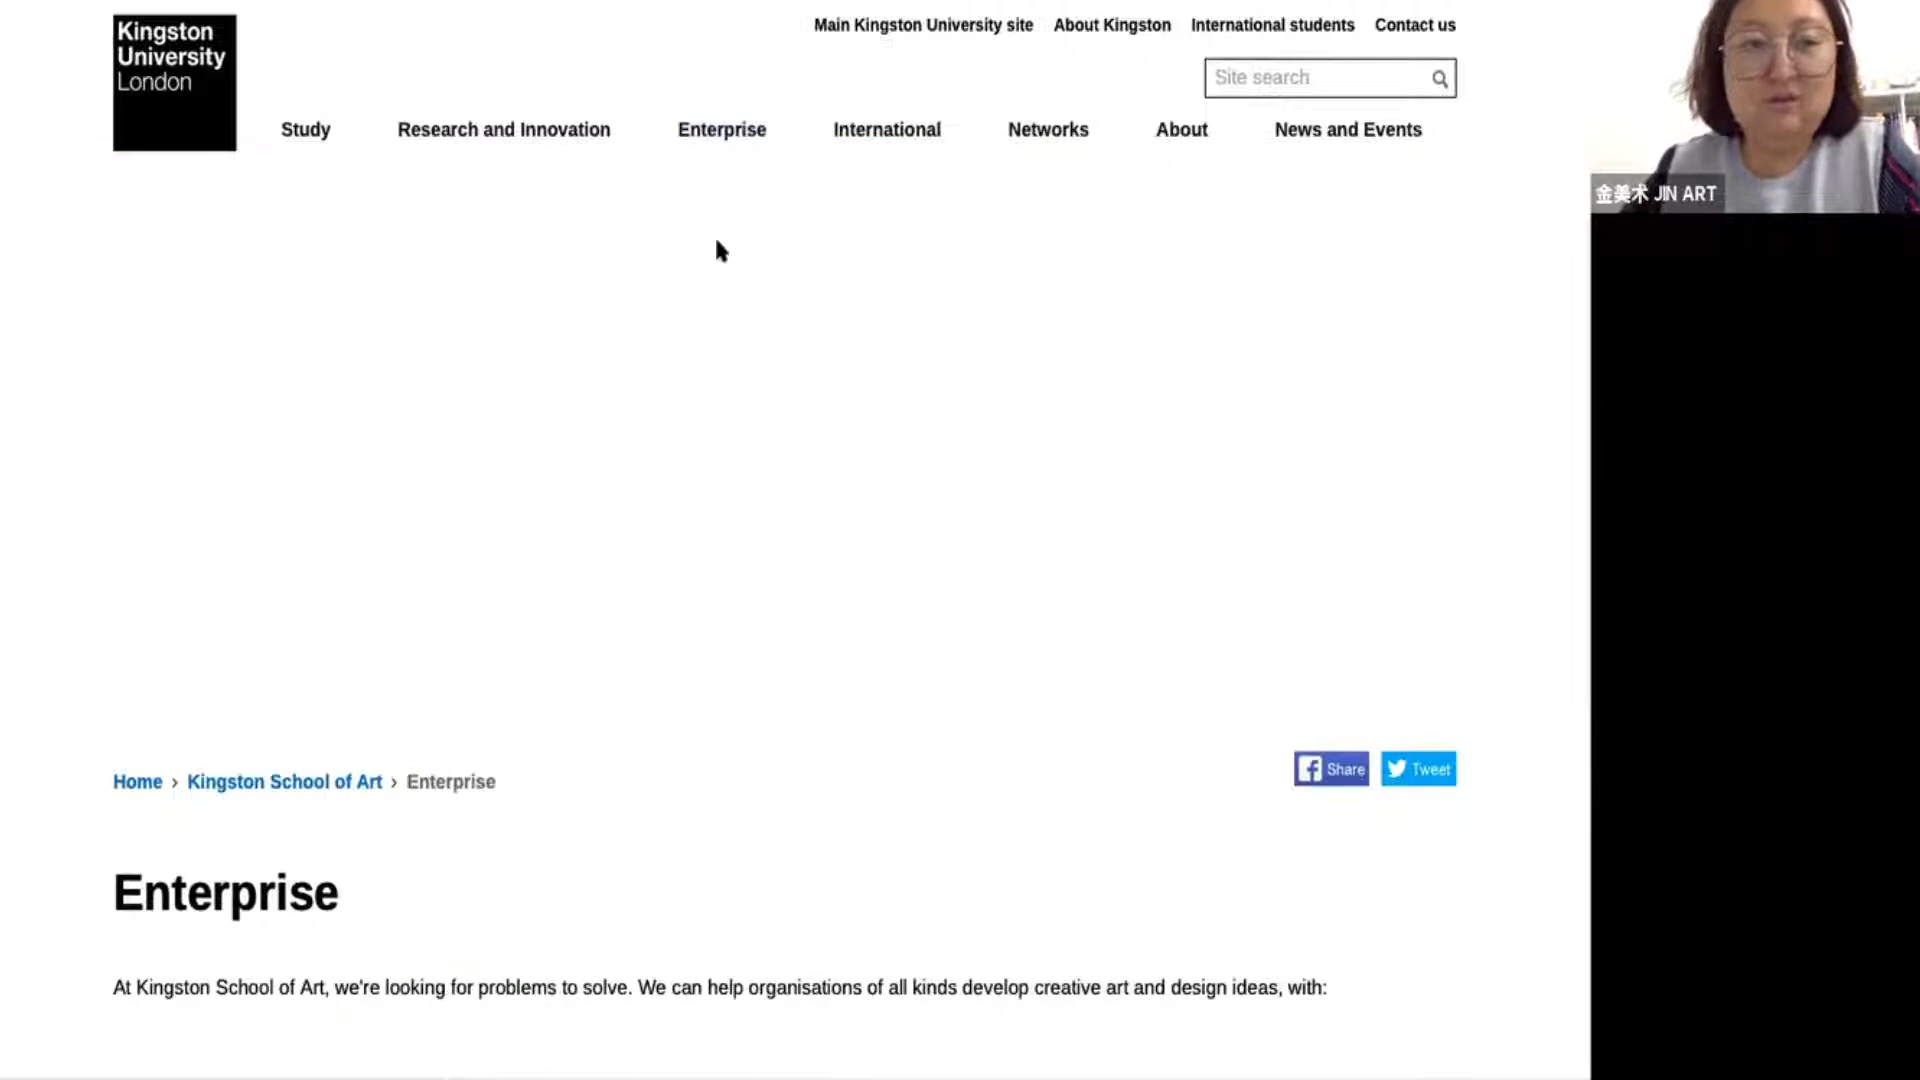 Kingston
University
London
Main Kingston University site About Kingston International students Contact us
Site search
Study Research and Innovation Enterprise International Networks About News and Events
金美术 JIN ART
Home › Kingston School of Art › Enterprise
Share Tweet
Enterprise
At Kingston School of Art, we're looking for problems to solve. We can help organisations of all kinds develop creative art and design ideas, with: